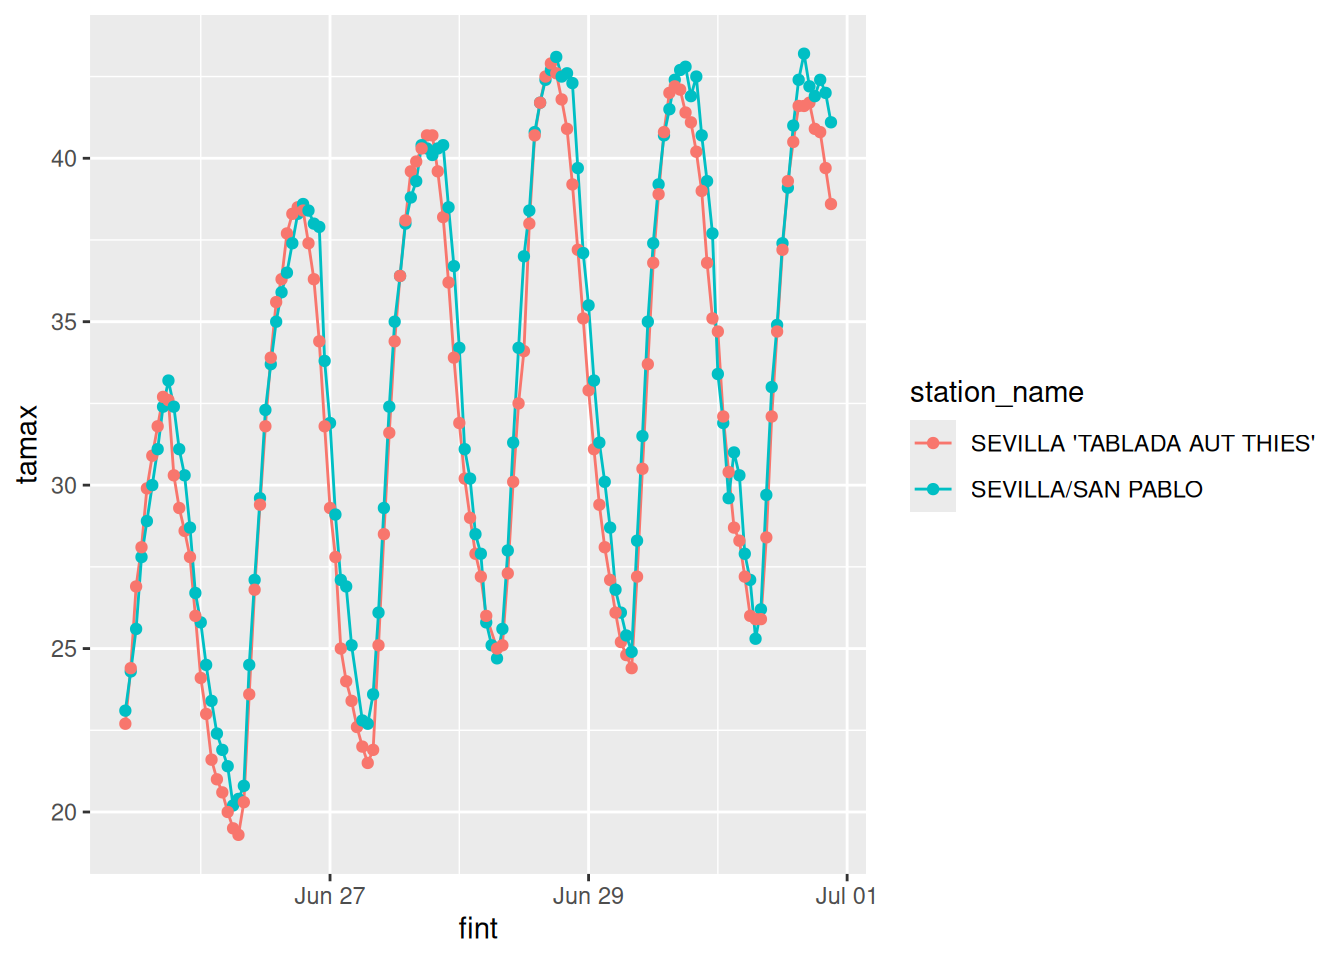 40
35
30
25
20
tamax
Jun 27
Jun 29
Jul 01
fint
station_name
SEVILLA 'TABLADA AUT THIES'
SEVILLA/SAN PABLO